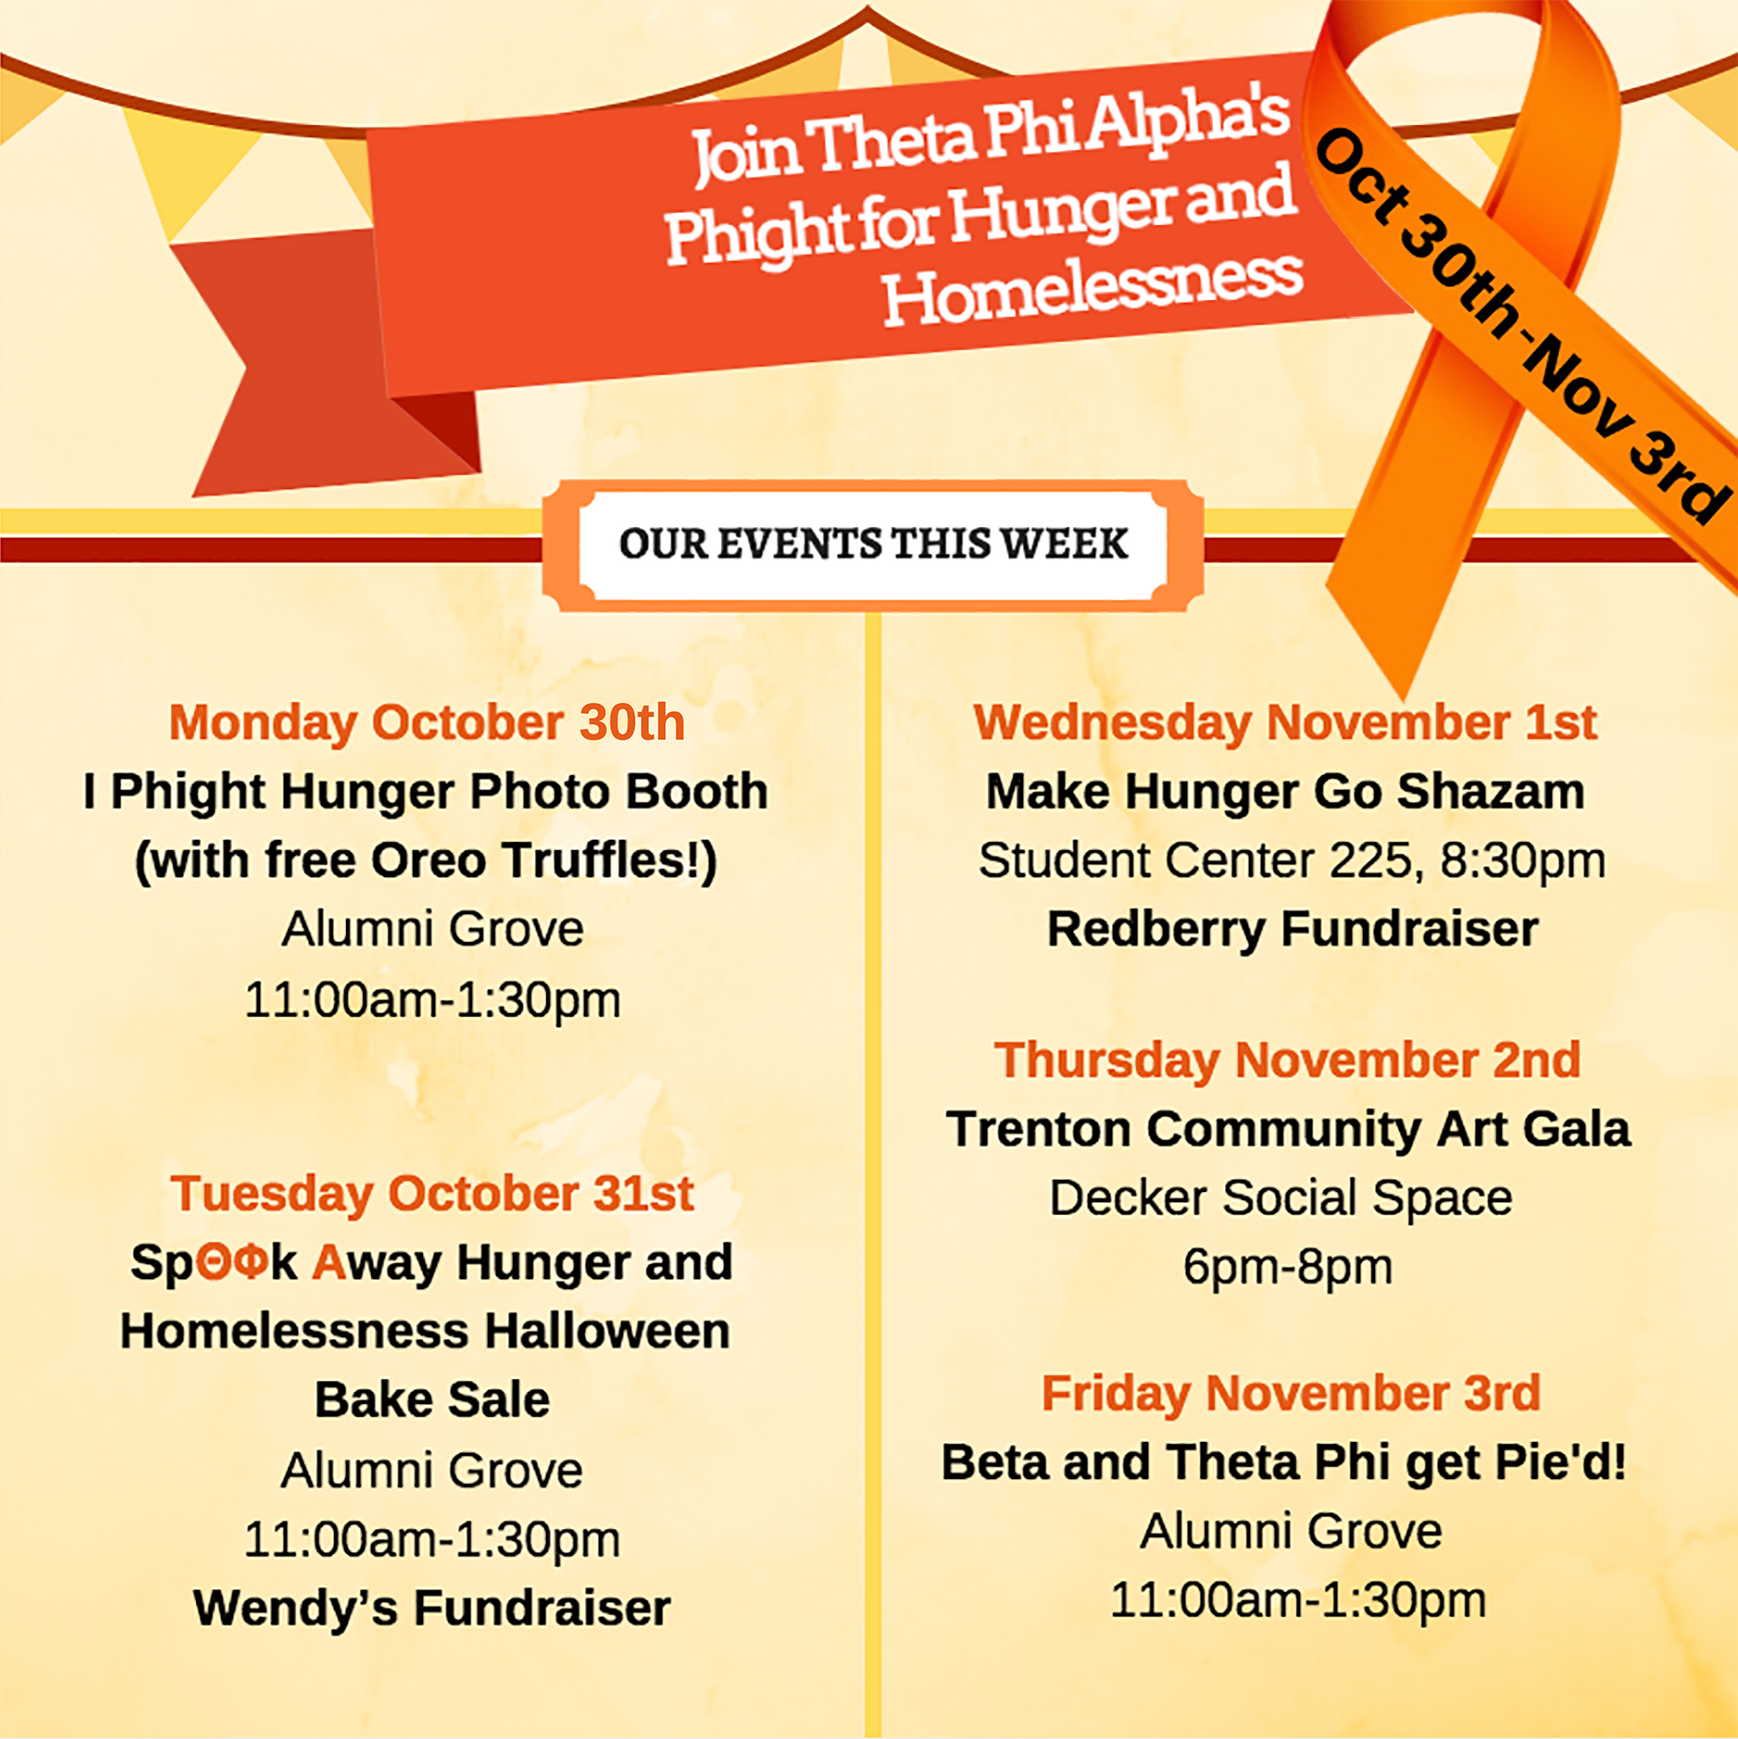 Join Theta Phi Alpha's
Phight for Hunger and
Homelessness
Oct 30th-Nov 3rd
OUR EVENTS THIS WEEK
Monday October 30th
I Phight Hunger Photo Booth
(with free Oreo Truffles!)
Alumni Grove
11:00am-1:30pm
Tuesday October 31st
SpΘΦk Away Hunger and
Homelessness Halloween
Bake Sale
Alumni Grove
11:00am-1:30pm
Wendy’s Fundraiser
Wednesday November 1st
Make Hunger Go Shazam
Student Center 225, 8:30pm
Redberry Fundraiser
Thursday November 2nd
Trenton Community Art Gala
Decker Social Space
6pm-8pm
Friday November 3rd
Beta and Theta Phi get Pie'd!
Alumni Grove
11:00am-1:30pm